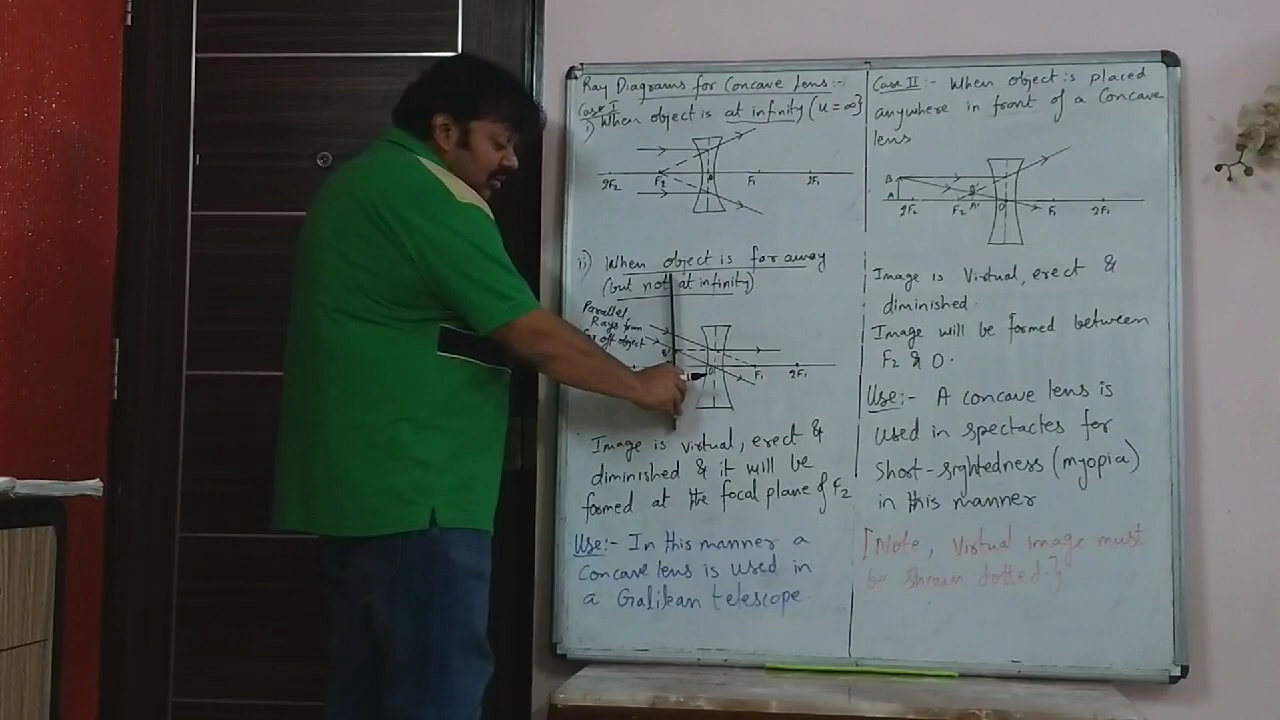 Ray Diagrams for Concave Lens:-
Case I
i) When object is at infinity (u = ∞}
2F₂ F₂ F₁ 2F₁
ii) When object is far away
(but not at infinity)
Parallel
Rays from
far off object
B' O F₁ 2F₁
Image is virtual, erect &
diminished & it will be
formed at the focal plane of F₂
Use:- In this manner a
Concave lens is used in
a Galilean telescope
Case II :- When object is placed
anywhere in front of a Concave
lens
B
A B' 
2F₂ F₂ A' O F₁ 2F₁
Image is Virtual, erect &
diminished.
Image will be formed between
F₂ & O.
Use:- A concave lens is
used in spectacles for
Short-sightedness (myopia)
in this manner
[Note, Virtual image must
be shown dotted.}